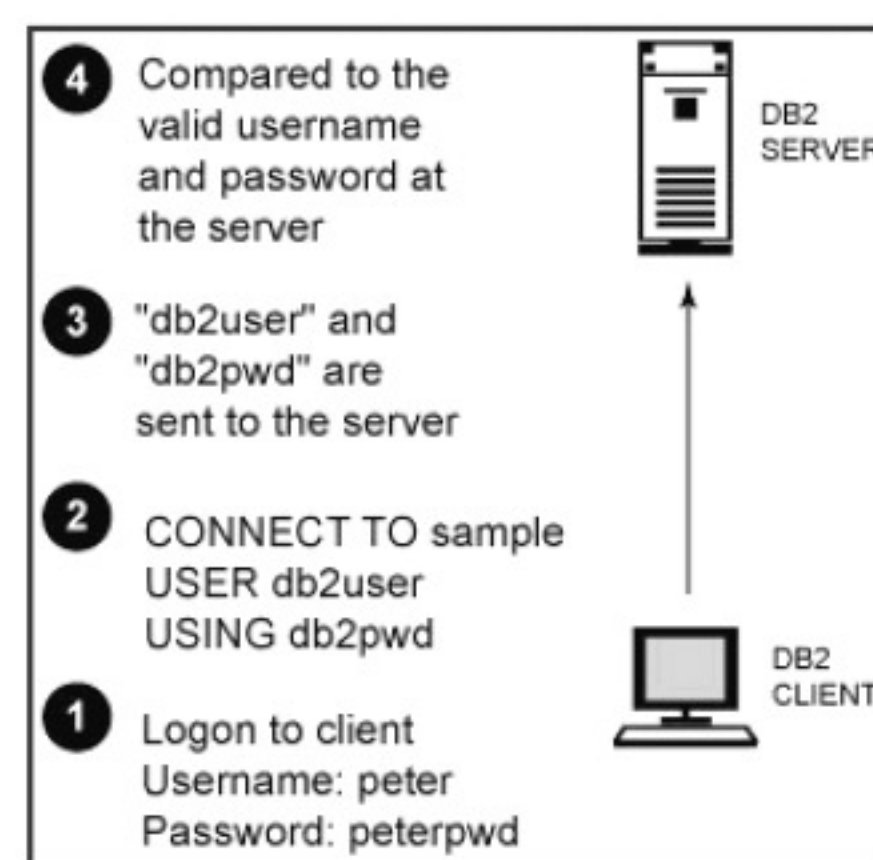 4 Compared to the
valid username
and password at
the server
DB2
SERVER
3 "db2user" and
"db2pwd" are
sent to the server
2 CONNECT TO sample
USER db2user
USING db2pwd
DB2
CLIENT
1 Logon to client
Username: peter
Password: peterpwd